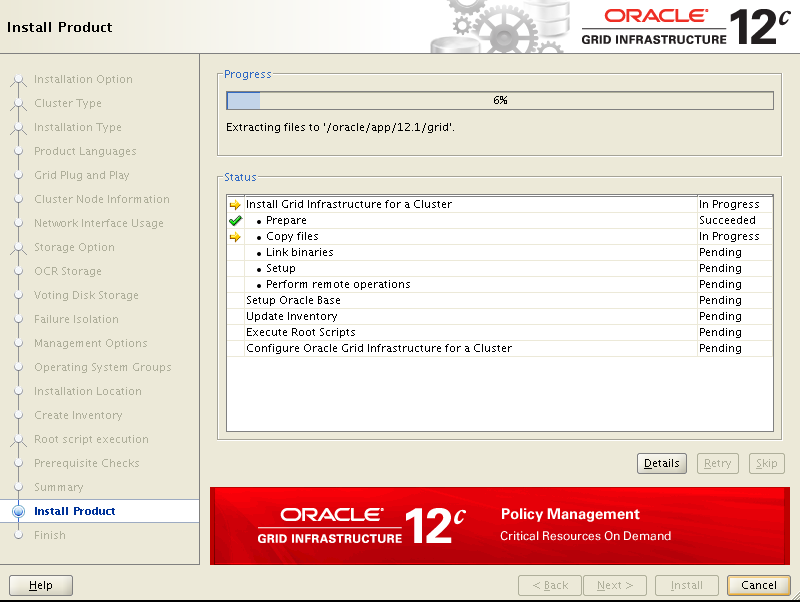 Install Product
ORACLE®
GRID INFRASTRUCTURE 12c
Installation Option
Cluster Type
Installation Type
Product Languages
Grid Plug and Play
Cluster Node Information
Network Interface Usage
Storage Option
OCR Storage
Voting Disk Storage
Failure Isolation
Management Options
Operating System Groups
Installation Location
Create Inventory
Root script execution
Prerequisite Checks
Summary
Install Product
Finish
Progress
6%
Extracting files to '/oracle/app/12.1/grid'.
Status
Install Grid Infrastructure for a Cluster In Progress
• Prepare Succeeded
• Copy files In Progress
• Link binaries Pending
• Setup Pending
• Perform remote operations Pending
Setup Oracle Base Pending
Update Inventory Pending
Execute Root Scripts Pending
Configure Oracle Grid Infrastructure for a Cluster Pending
Details Retry Skip
ORACLE®
GRID INFRASTRUCTURE 12c
Policy Management
Critical Resources On Demand
Help < Back Next > Install Cancel